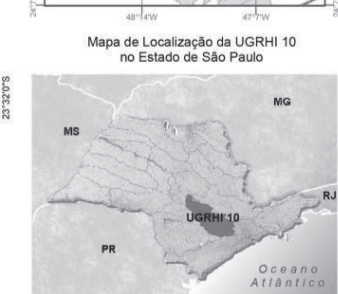 48°14'W
47°7'W
Mapa de Localização da UGRHI 10
no Estado de São Paulo
23°32'0"S
MG
MS
RJ
UGRHI 10
PR
Oceano
Atlântico